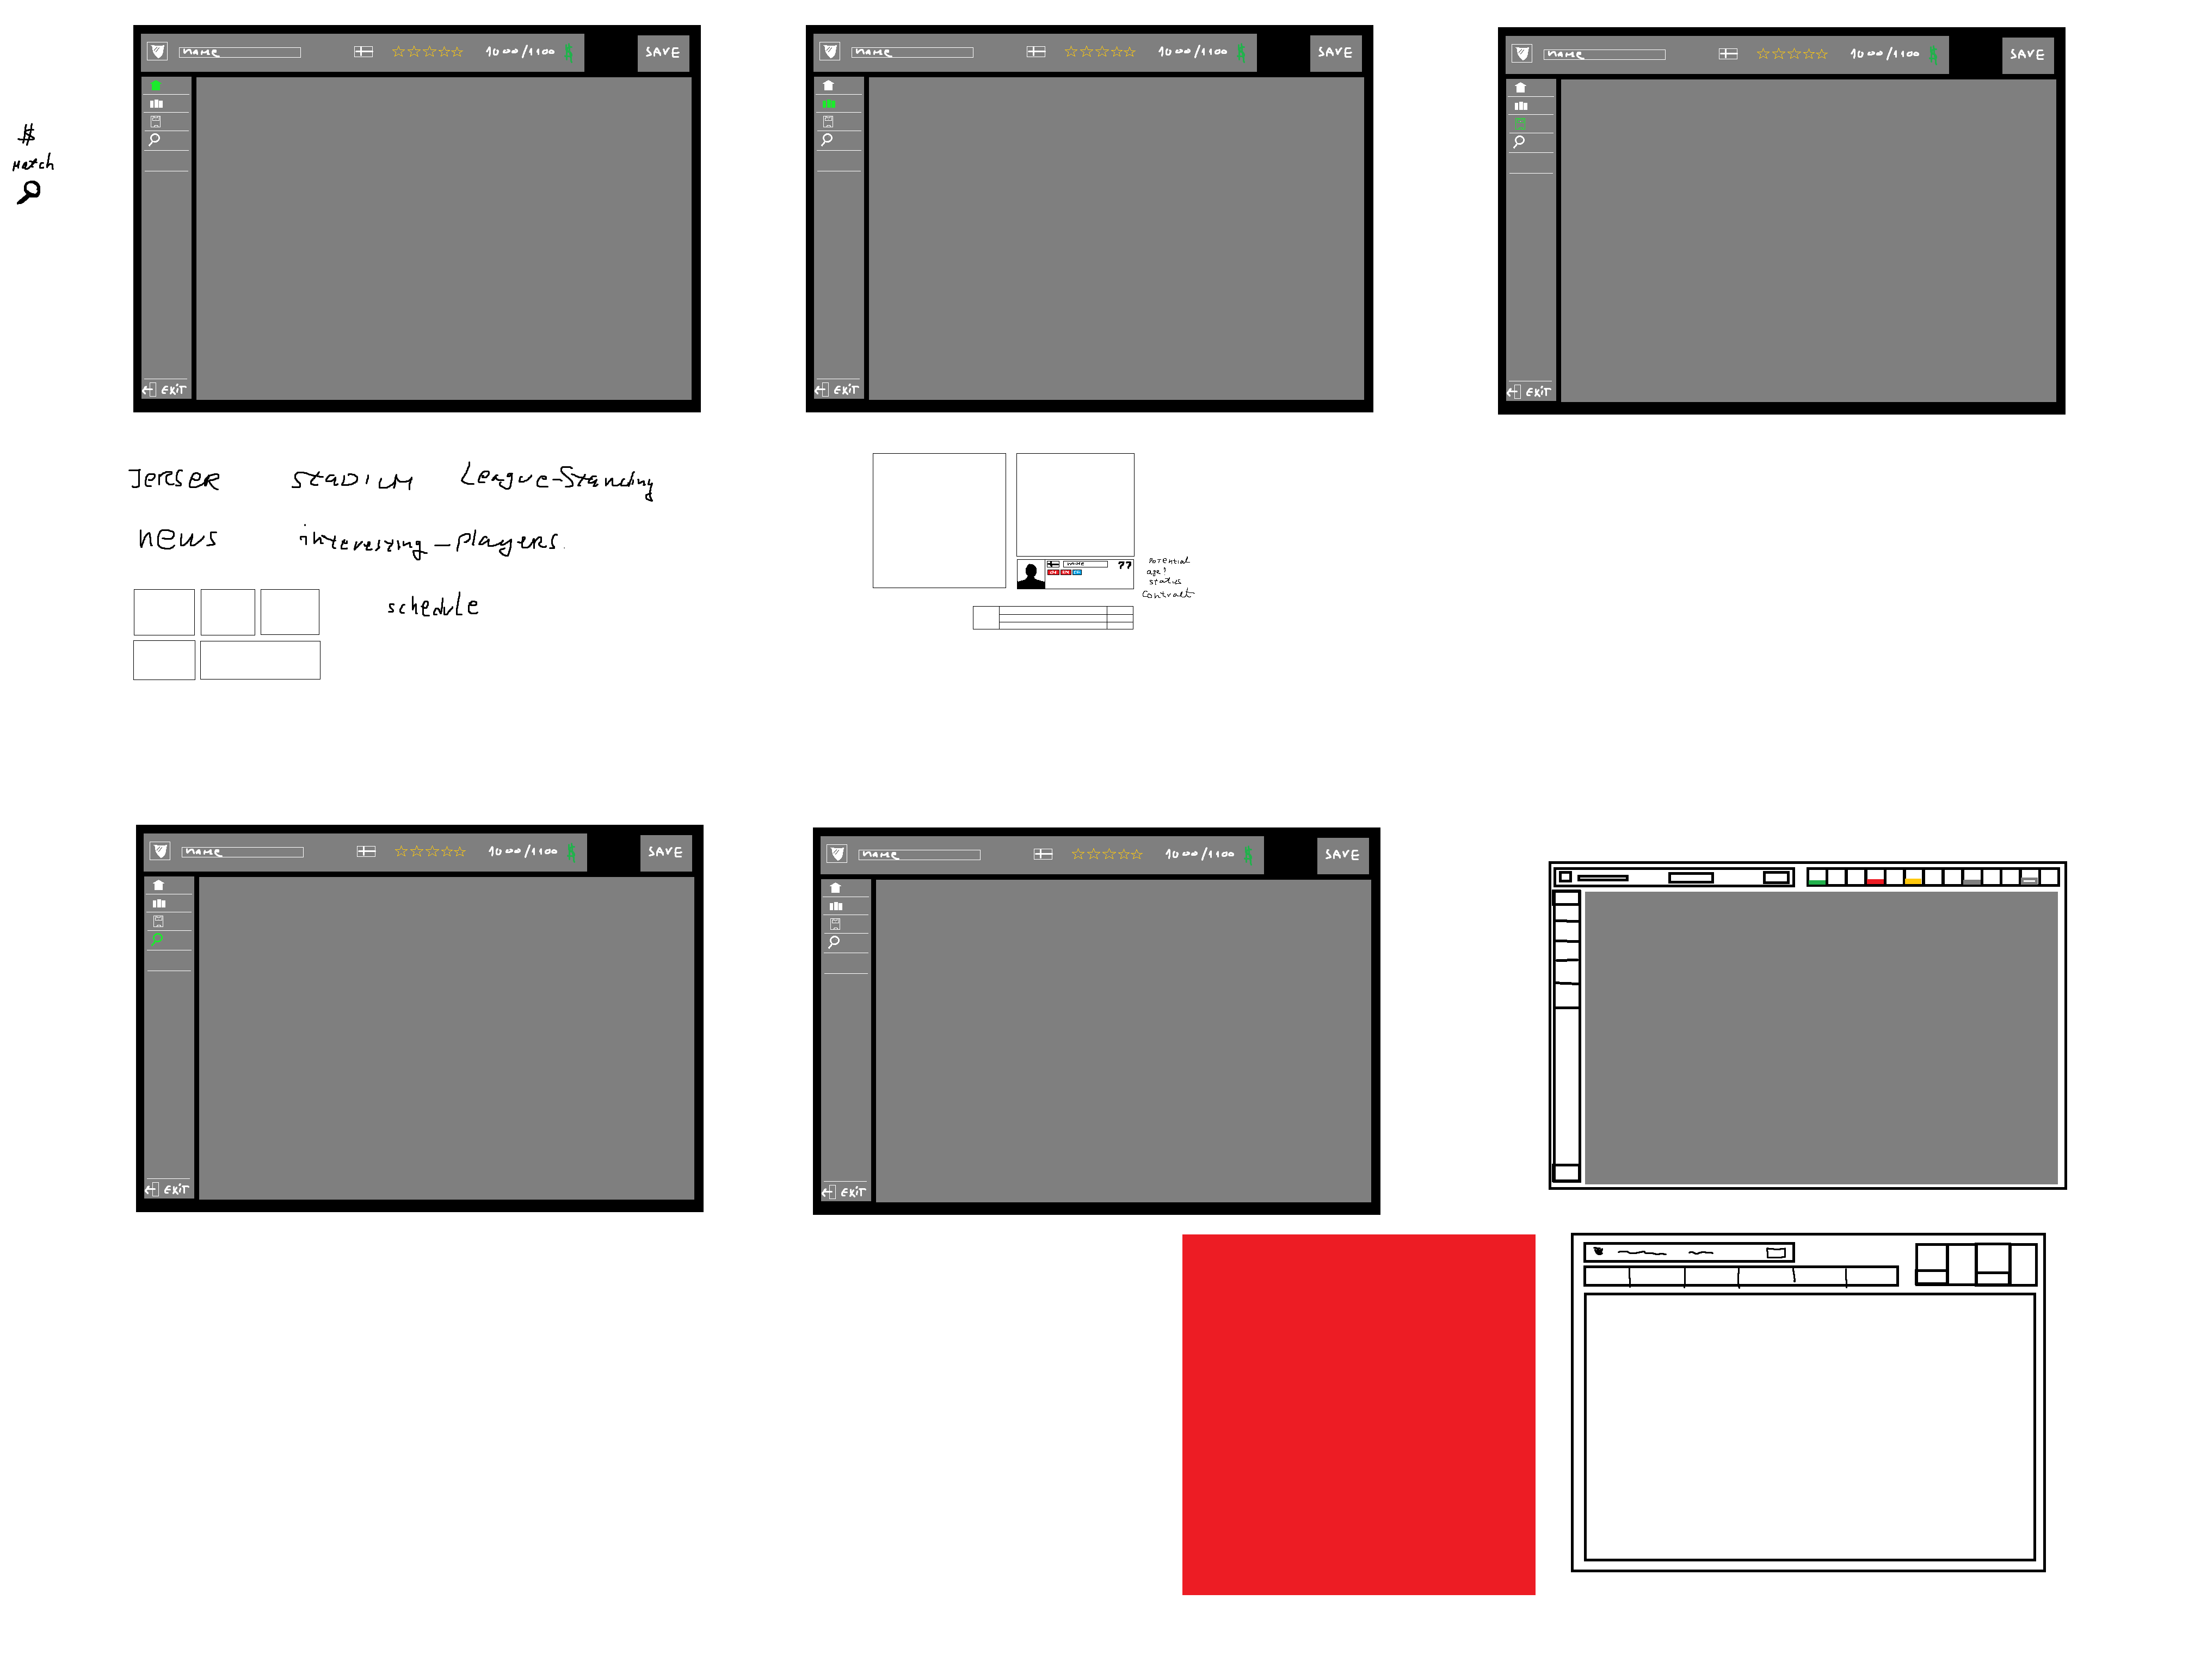 NAME 1000/1100 SAVE
NAME 1000/1100 SAVE
NAME 1000/1100 SAVE
$
Match
EXIT
EXIT
EXIT
JERSER STADIUM League-Standing
news interesting-players.
schedule
NAME 77
Potential
age?
status
Contract
NAME 1000/1100 SAVE
NAME 1000/1100 SAVE
EXIT
EXIT